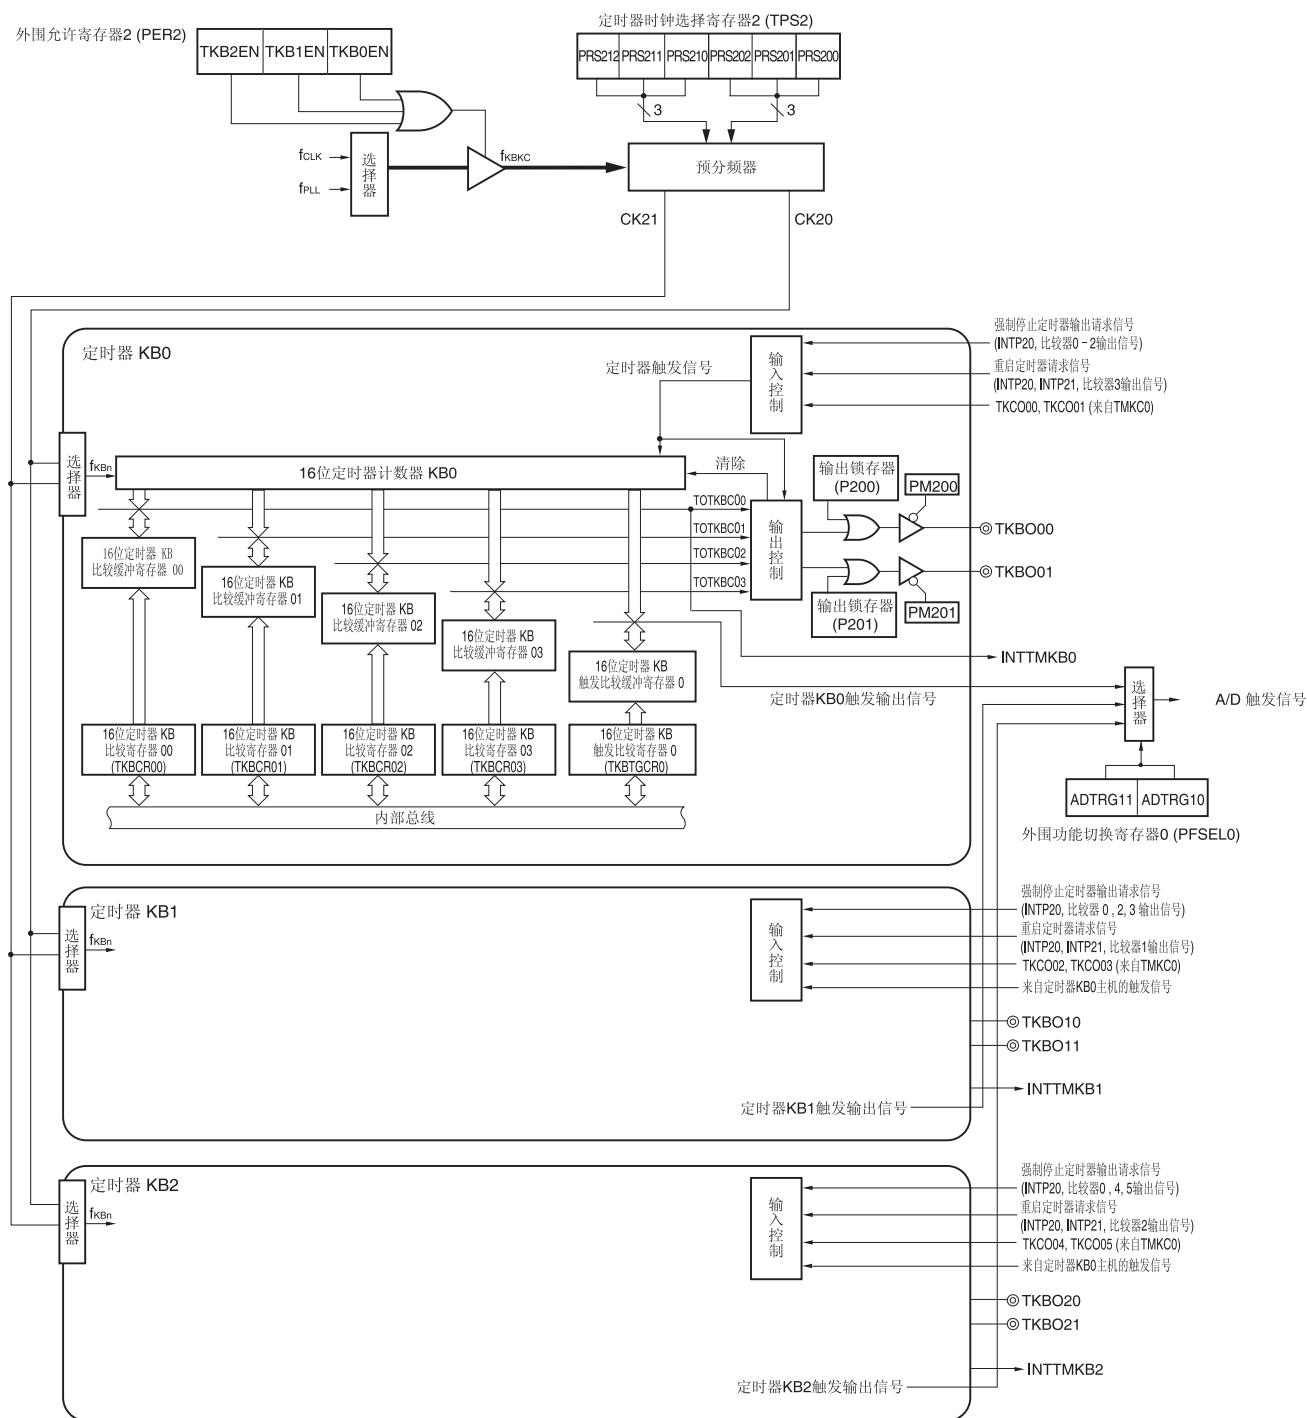 外围允许寄存器2 (PER2)
TKB2EN TKB1EN TKB0EN
定时器时钟选择寄存器2 (TPS2)
PRS212 PRS211 PRS210 PRS202 PRS201 PRS200
3
3
fCLK
fPLL
选择器
fKBKC
预分频器
CK21
CK20
定时器 KB0
定时器触发信号
输入控制
强制停止定时器输出请求信号
(INTP20, 比较器0－2输出信号)
重启定时器请求信号
(INTP20, INTP21, 比较器3输出信号)
TKCO00, TKCO01 (来自TMKC0)
选择器
fKBn
16位定时器计数器 KB0
清除
TOTKBC00
TOTKBC01
TOTKBC02
TOTKBC03
输出控制
输出锁存器
(P200)
PM200
TKBO00
TKBO01
输出锁存器
(P201)
PM201
16位定时器 KB
比较缓冲寄存器 00
16位定时器 KB
比较缓冲寄存器 01
16位定时器 KB
比较缓冲寄存器 02
16位定时器 KB
比较缓冲寄存器 03
16位定时器 KB
触发比较缓冲寄存器 0
INTTMKB0
定时器KB0触发输出信号
选择器
A/D 触发信号
16位定时器 KB
比较寄存器 00
(TKBCR00)
16位定时器 KB
比较寄存器 01
(TKBCR01)
16位定时器 KB
比较寄存器 02
(TKBCR02)
16位定时器 KB
比较寄存器 03
(TKBCR03)
16位定时器 KB
触发比较寄存器 0
(TKBTGCR0)
内部总线
ADTRG11 ADTRG10
外围功能切换寄存器0 (PFSEL0)
定时器 KB1
选择器
fKBn
输入控制
强制停止定时器输出请求信号
(INTP20, 比较器 0 , 2, 3 输出信号)
重启定时器请求信号
(INTP20, INTP21, 比较器1输出信号)
TKCO02, TKCO03 (来自TMKC0)
来自定时器KB0主机的触发信号
TKBO10
TKBO11
INTTMKB1
定时器KB1触发输出信号
定时器 KB2
选择器
fKBn
输入控制
强制停止定时器输出请求信号
(INTP20, 比较器0 , 4, 5输出信号)
重启定时器请求信号
(INTP20, INTP21, 比较器2输出信号)
TKCO04, TKCO05 (来自TMKC0)
来自定时器KB0主机的触发信号
TKBO20
TKBO21
INTTMKB2
定时器KB2触发输出信号